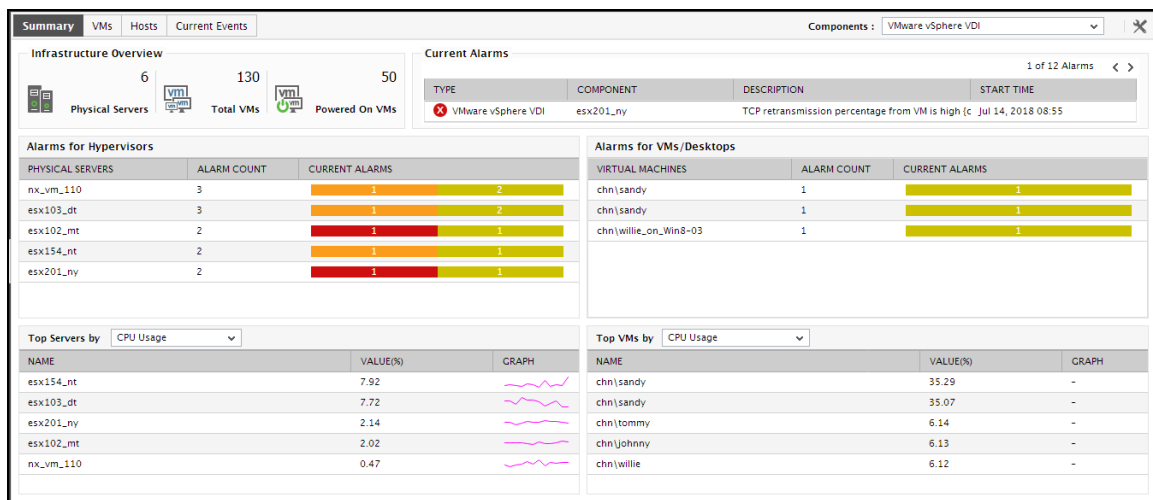 Summary VMs Hosts Current Events Components : VMware vSphere VDI
Infrastructure Overview
6 130 50
vm vm vm vm
Physical Servers Total VMs Powered On VMs
Current Alarms
1 of 12 Alarms
TYPE COMPONENT DESCRIPTION START TIME
VMware vSphere VDI esx201_ny TCP retransmission percentage from VM is high {c Jul 14, 2018 08:55
Alarms for Hypervisors
PHYSICAL SERVERS ALARM COUNT CURRENT ALARMS
nx_vm_110 3 1 2
esx103_dt 3 1 2
esx102_mt 2 1 1
esx154_nt 2 1 1
esx201_ny 2 1 1
Alarms for VMs/Desktops
VIRTUAL MACHINES ALARM COUNT CURRENT ALARMS
chn\sandy 1 1
chn\sandy 1 1
chn\willie_on_Win8-03 1 1
Top Servers by CPU Usage
NAME VALUE(%) GRAPH
esx154_nt 7.92
esx103_dt 7.72
esx201_ny 2.14
esx102_mt 2.02
nx_vm_110 0.47
Top VMs by CPU Usage
NAME VALUE(%) GRAPH
chn\sandy 35.29 -
chn\sandy 35.07 -
chn\tommy 6.14 -
chn\johnny 6.13 -
chn\willie 6.12 -